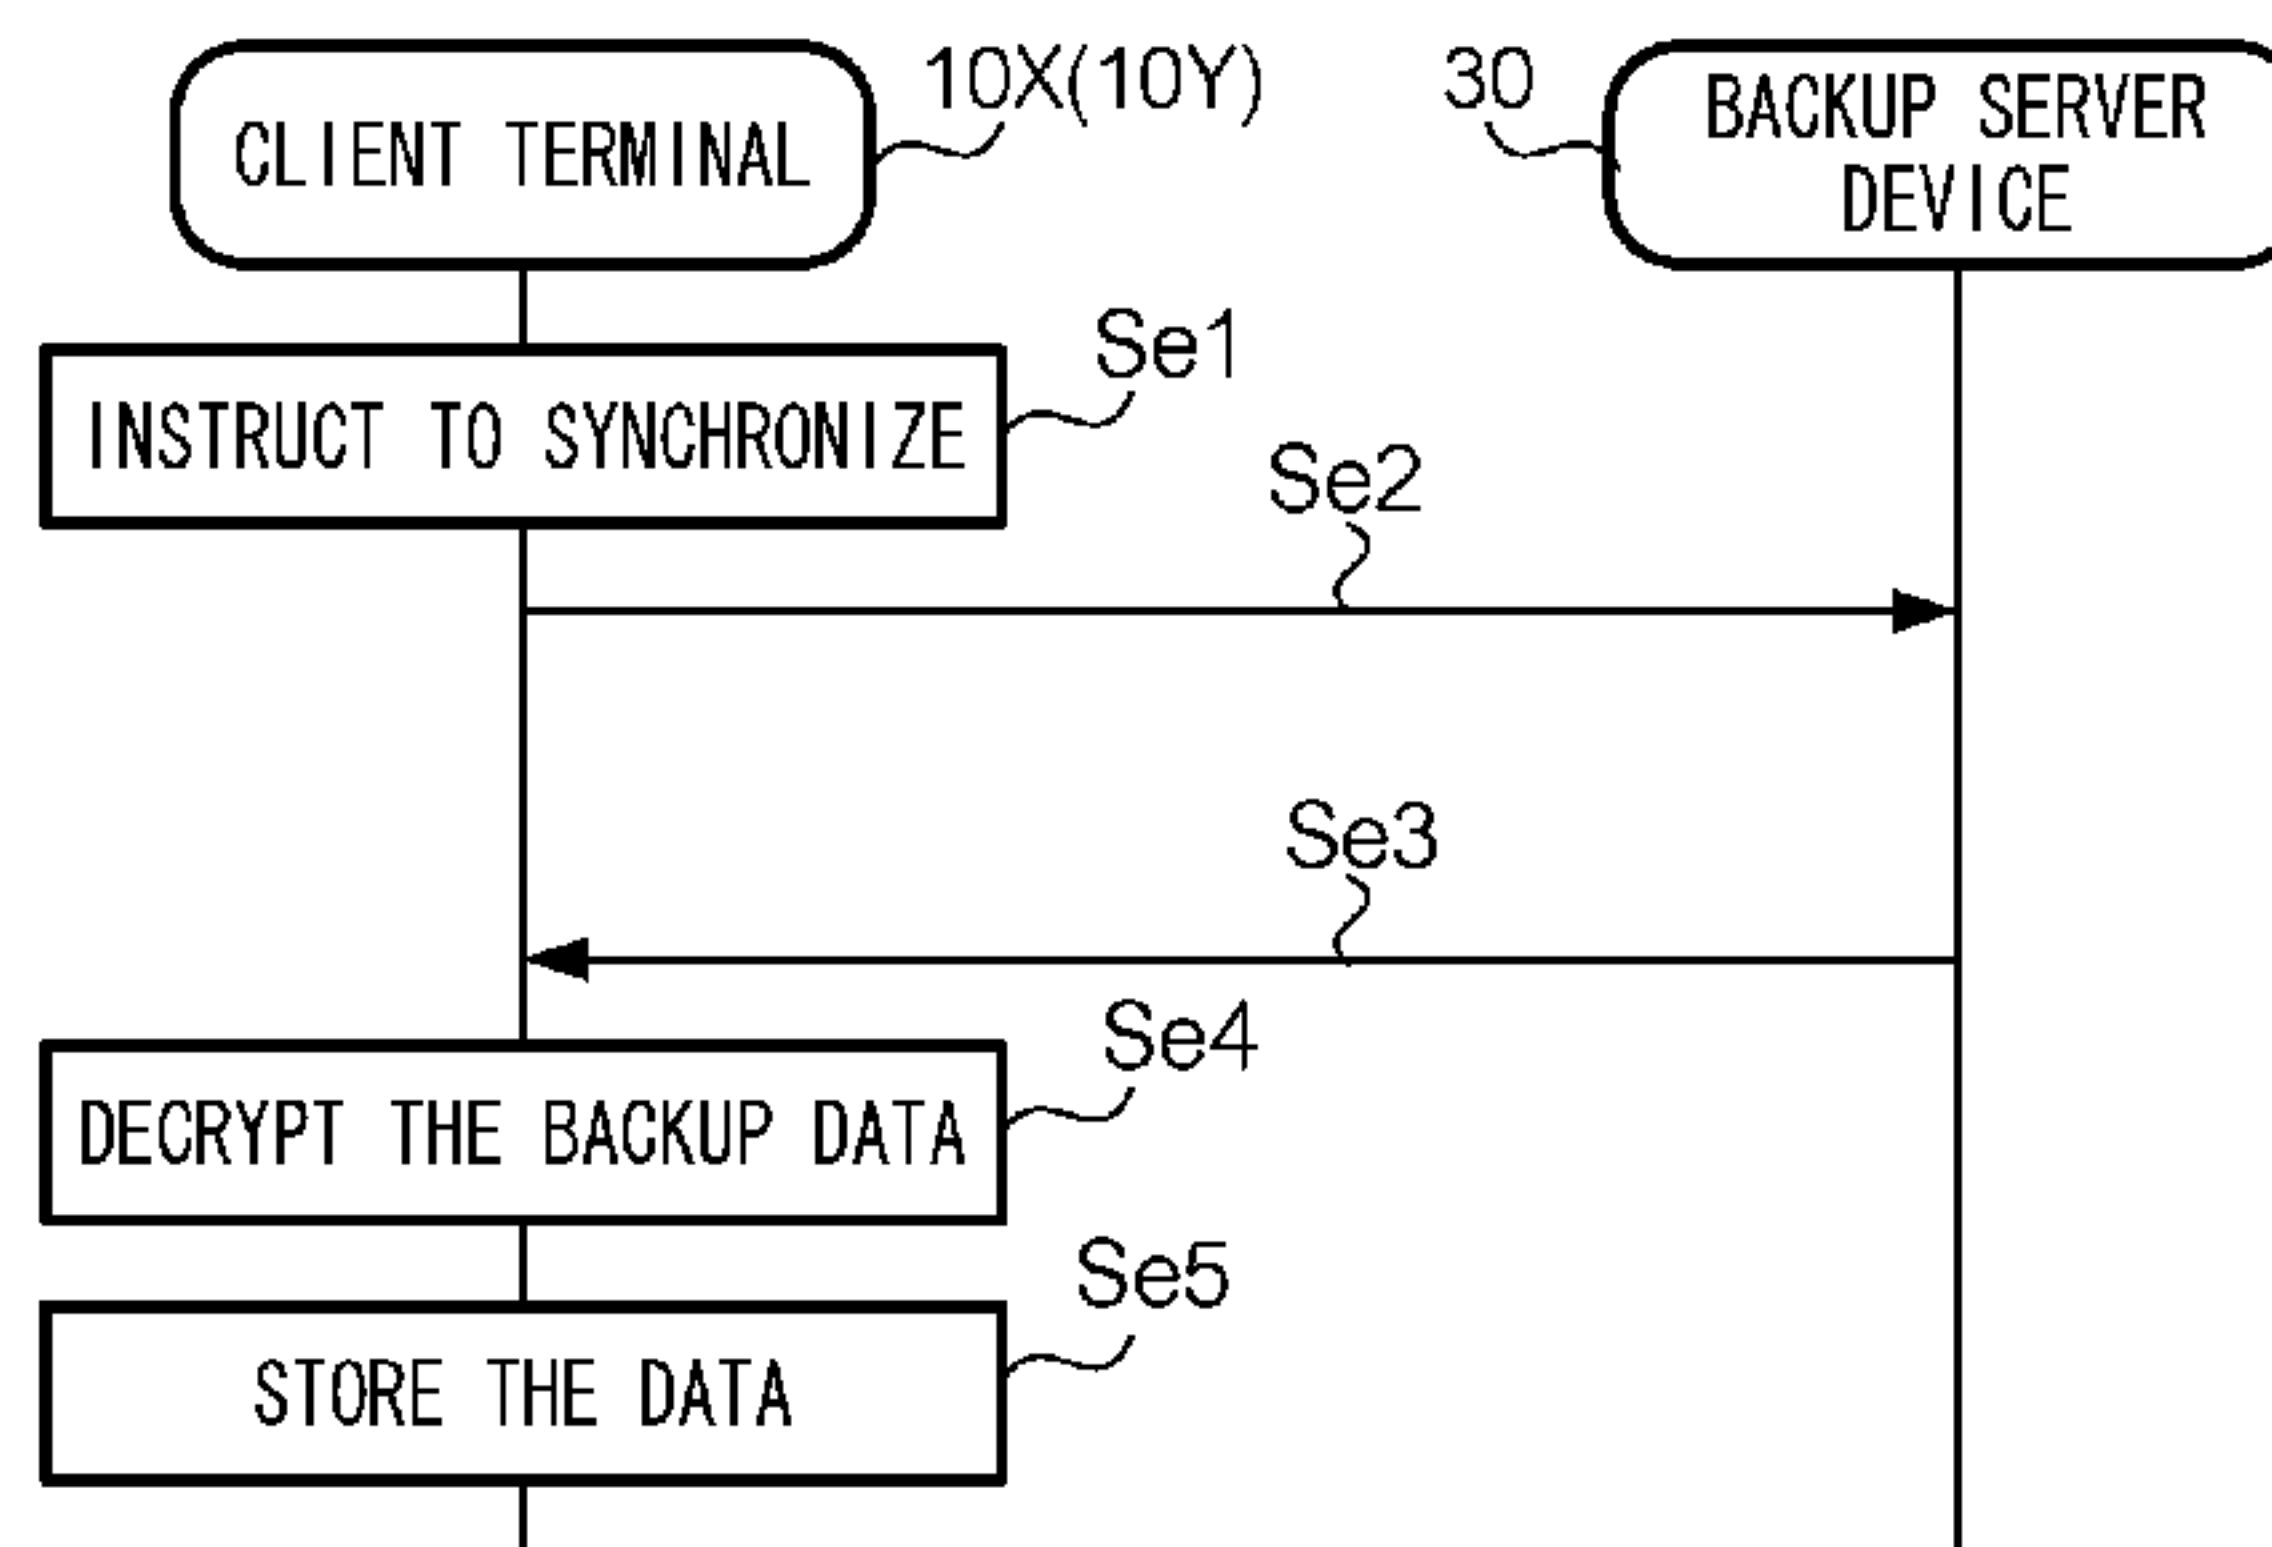 CLIENT TERMINAL
10X(10Y)
30
BACKUP SERVER
DEVICE
Se1
INSTRUCT TO SYNCHRONIZE
Se2
Se3
Se4
DECRYPT THE BACKUP DATA
Se5
STORE THE DATA